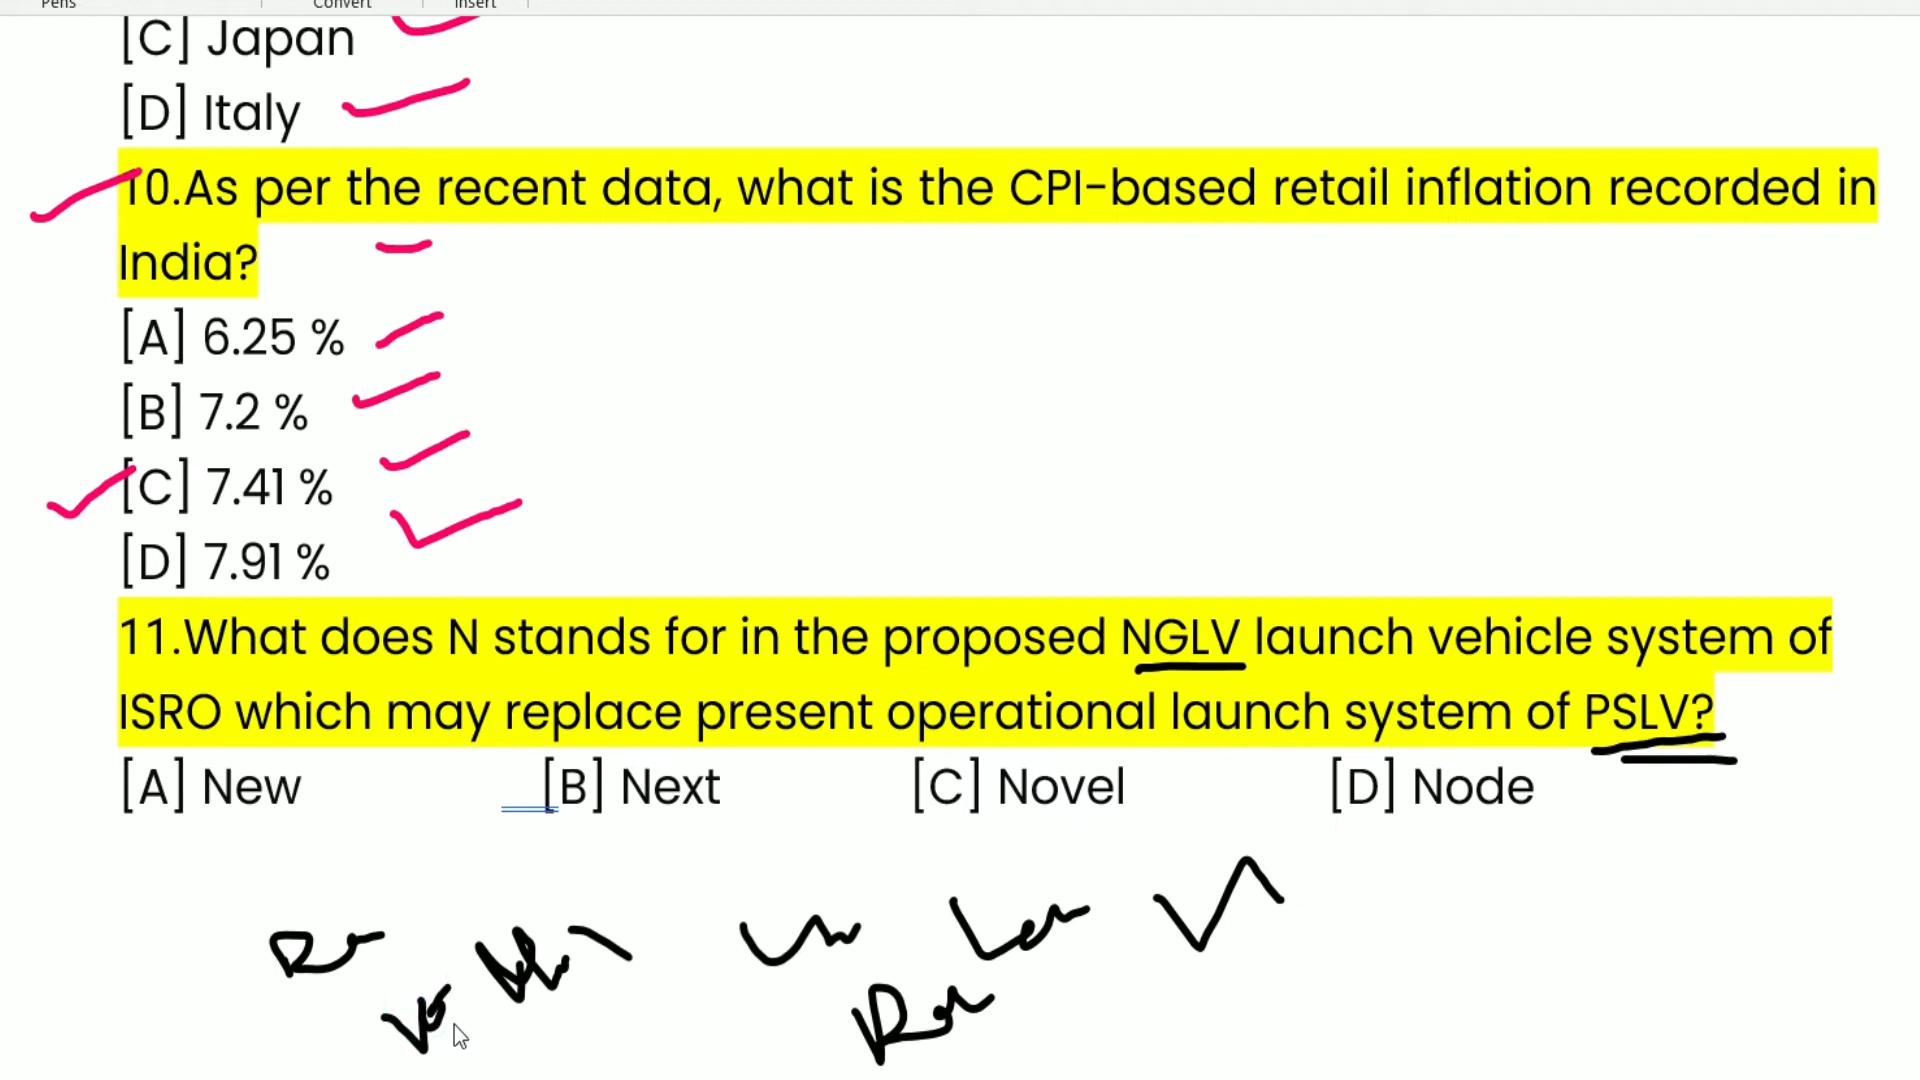 Pens Convert Insert
[C] Japan
[D] Italy
10.As per the recent data, what is the CPI-based retail inflation recorded in
India?
[A] 6.25 %
[B] 7.2 %
[C] 7.41 %
[D] 7.91 %
11.What does N stands for in the proposed NGLV launch vehicle system of
ISRO which may replace present operational launch system of PSLV?
[A] New [B] Next [C] Novel [D] Node